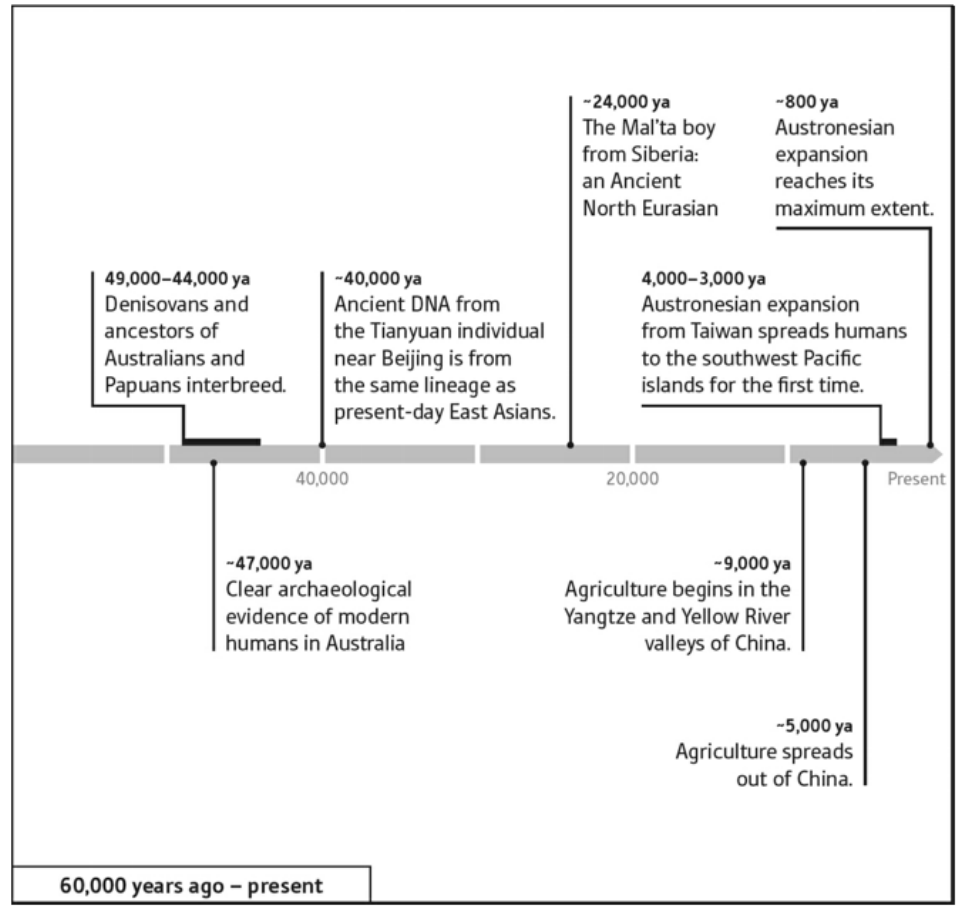 ~24,000 ya
The Mal'ta boy
from Siberia:
an Ancient
North Eurasian
~800 ya
Austronesian
expansion
reaches its
maximum extent.
49,000–44,000 ya
Denisovans and
ancestors of
Australians and
Papuans interbreed.
~40,000 ya
Ancient DNA from
the Tianyuan individual
near Beijing is from
the same lineage as
present-day East Asians.
4,000–3,000 ya
Austronesian expansion
from Taiwan spreads humans
to the southwest Pacific
islands for the first time.
40,000
20,000
Present
~47,000 ya
Clear archaeological
evidence of modern
humans in Australia
~9,000 ya
Agriculture begins in the
Yangtze and Yellow River
valleys of China.
~5,000 ya
Agriculture spreads
out of China.
60,000 years ago – present